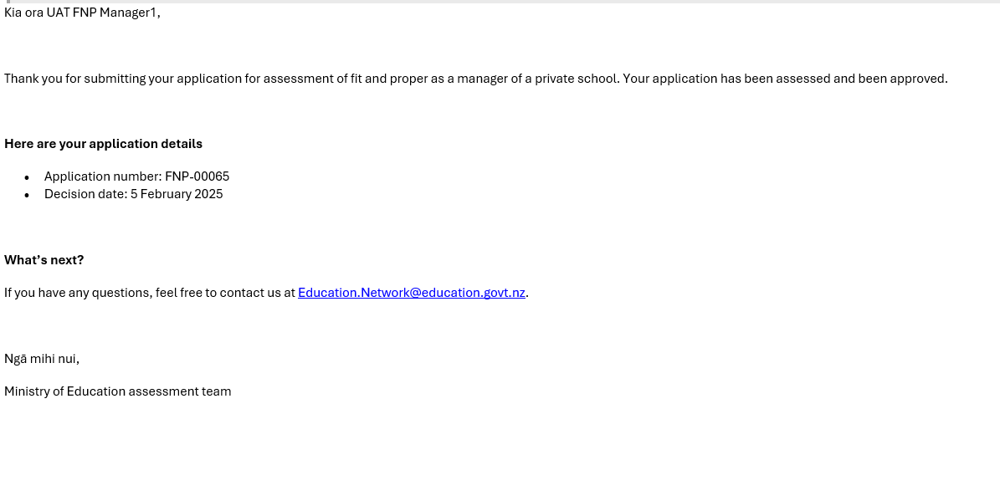 Kia ora UAT FNP Manager1,
Thank you for submitting your application for assessment of fit and proper as a manager of a private school. Your application has been assessed and been approved.
Here are your application details
• Application number: FNP-00065
• Decision date: 5 February 2025
What’s next?
If you have any questions, feel free to contact us at Education.Network@education.govt.nz.
Ngā mihi nui,
Ministry of Education assessment team